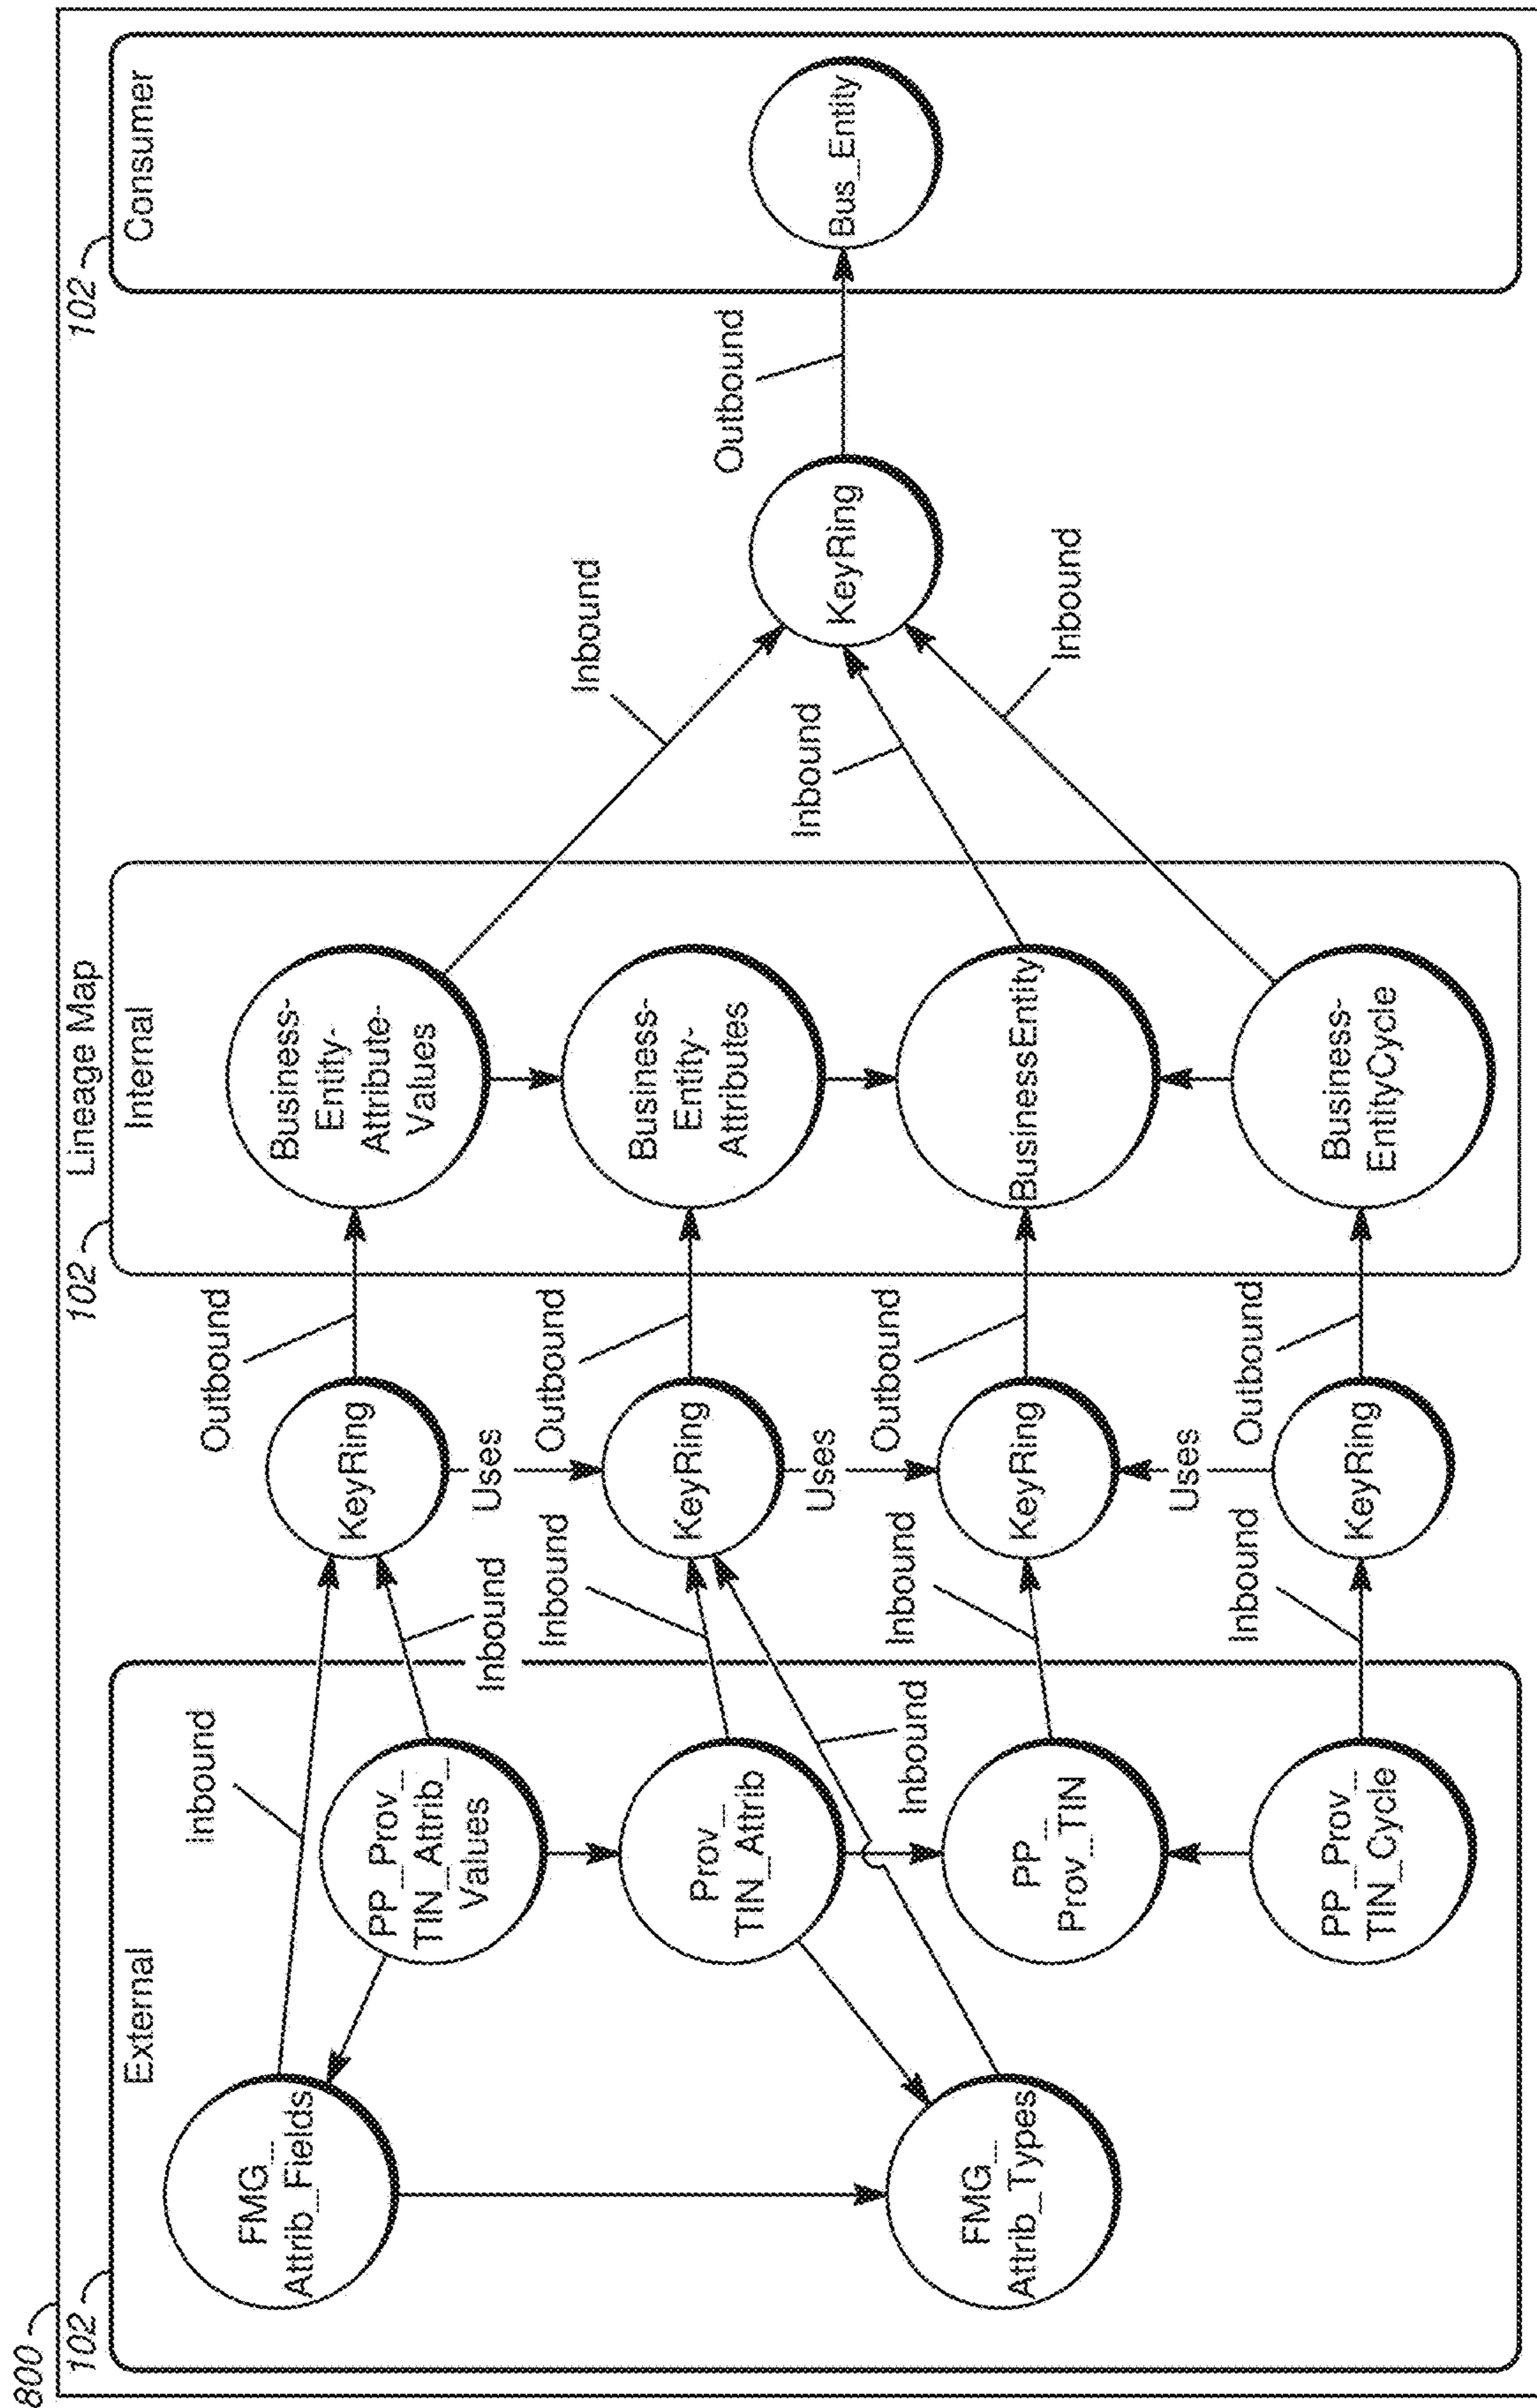 800
Lineage Map
102
External
FMG_
Attrib_Fields
FMG_
Attrib_Types
PP_Prov_
TIN_Attrib_
Values
Prov_
TIN_Attrib
PP_
Prov_TIN
PP_Prov_
TIN_Cycle
Inbound
Inbound
Inbound
Inbound
Inbound
Inbound
KeyRing
Uses
KeyRing
Uses
KeyRing
Uses
KeyRing
Outbound
Outbound
Outbound
Outbound
102
Internal
Business-
Entity-
Attribute-
Values
Business-
Entity-
Attributes
BusinessEntity
Business-
EntityCycle
Inbound
Inbound
Inbound
KeyRing
Outbound
102
Consumer
Bus_Entity